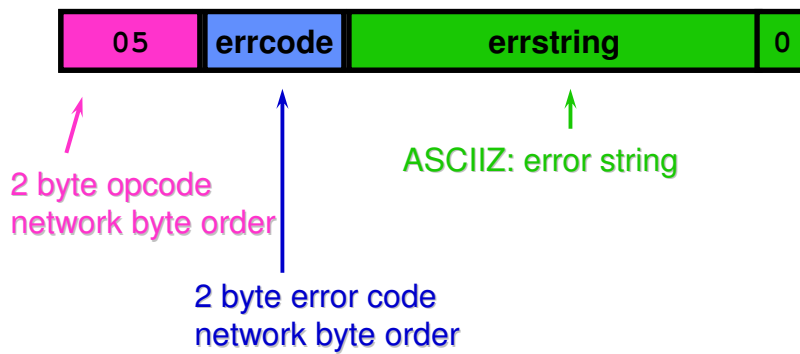 05 errcode errstring 0
ASCIIZ: error string
2 byte opcode
network byte order
2 byte error code
network byte order